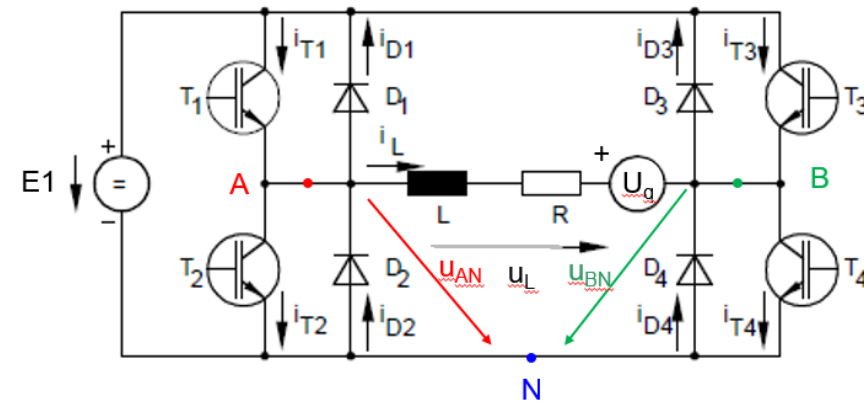 iT1 iD1 iD3 iT3
T1 D1 D3 T3
+ iL +
E1 = A Uq B
− L R
T2 D2 uAN uL uBN D4 T4
iT2 iD2 iD4 iT4
N